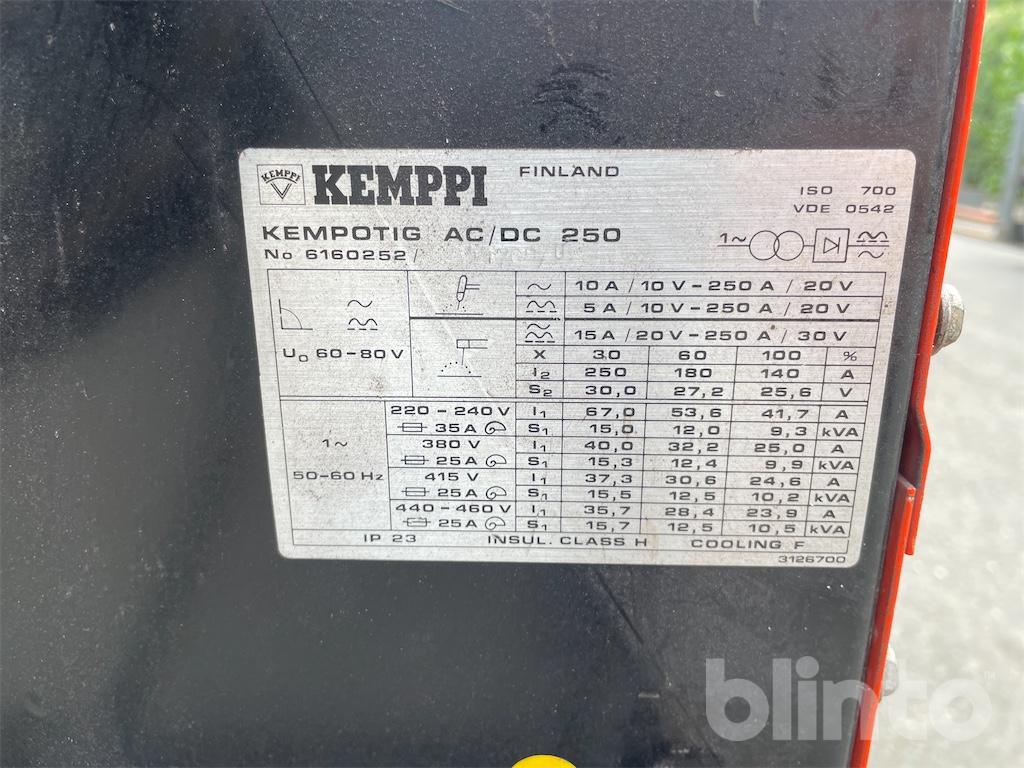 KEMPPI KEMPPI FINLAND
ISO 700
VDE 0542
KEMPOTIG AC/DC 250
1~
No 6160252/
~ 10 A / 10 V - 250 A / 20 V
5 A / 10 V - 250 A / 20 V
15 A / 20 V - 250 A / 30 V
U₀ 60-80 V
X 30 60 100 %
I₂ 250 180 140 A
S₂ 30,0 27,2 25,6 V
220-240 V I₁ 67,0 53,6 41,7 A
35 A S₁ 15,0 12,0 9,3 kVA
1~ 380 V I₁ 40,0 32,2 25,0 A
25 A S₁ 15,3 12,4 9,9 kVA
50-60 Hz 415 V I₁ 37,3 30,6 24,6 A
25 A S₁ 15,5 12,5 10,2 kVA
440-460 V I₁ 35,7 28,4 23,9 A
25 A S₁ 15,7 12,5 10,5 kVA
IP 23 INSUL. CLASS H COOLING F
3126700
blinto